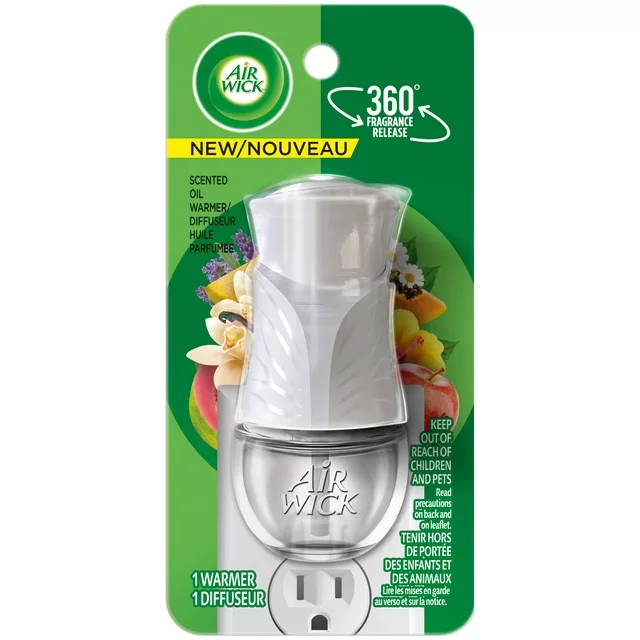 AiR
WICK
360°
FRAGRANCE
RELEASE
NEW/NOUVEAU
SCENTED
OIL
WARMER/
DIFFUSEUR
HUILE
PARFUMÉE
AiR
WICK
KEEP
OUT OF
REACH OF
CHILDREN
AND PETS
Read
precautions
on back and
on leaflet.
TENIR HORS
DE PORTÉE
DES ENFANTS ET
DES ANIMAUX
Lire les mises en garde
au verso et sur la notice.
1 WARMER
1 DIFFUSEUR